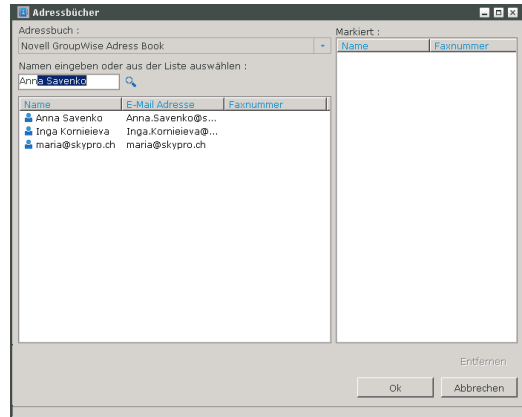 Adressbücher
Adressbuch :
Novell GroupWise Adress Book
Namen eingeben oder aus der Liste auswählen :
Anna Savenko
Name E-Mail Adresse Faxnummer
Anna Savenko Anna.Savenko@s...
Inga Kornieieva Inga.Kornieieva@...
maria@skypro.ch maria@skypro.ch
Markiert :
Name Faxnummer
Entfernen
Ok Abbrechen